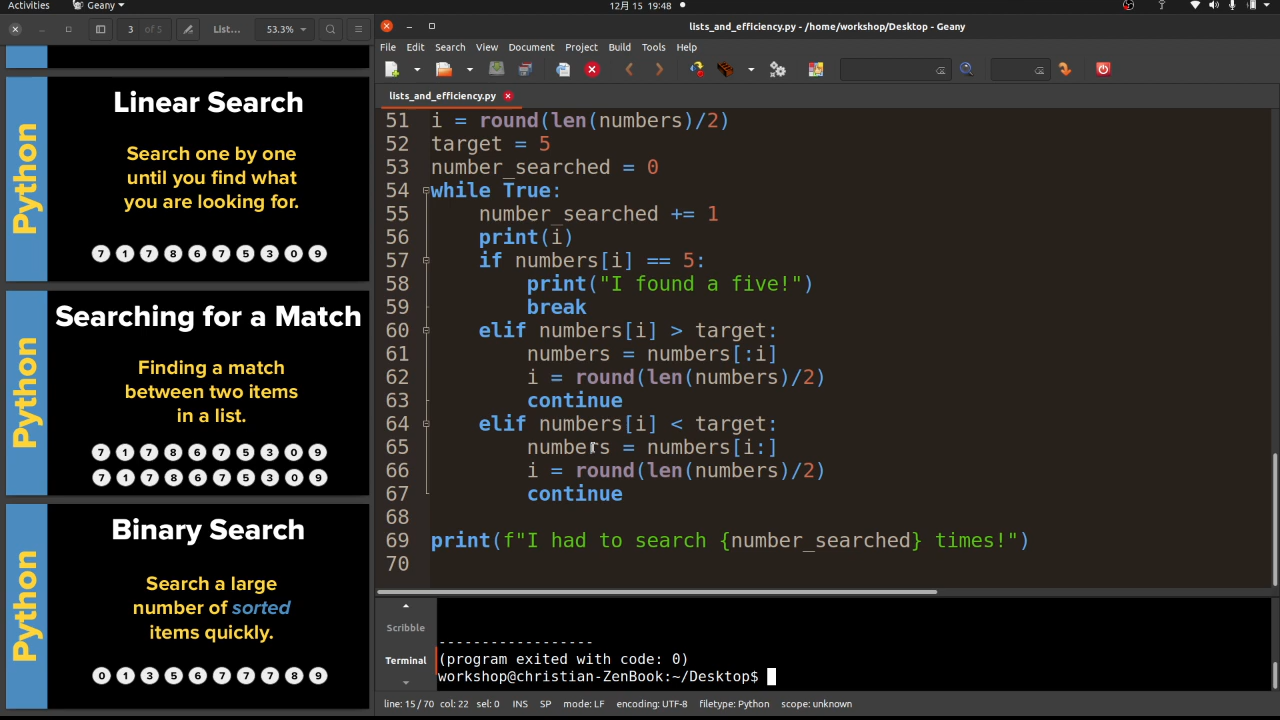 Activities
Geany
12月 15 19:48
3 of 5
List...
53.3%
Python
Linear Search
Search one by one
until you find what
you are looking for.
7 1 7 8 6 7 5 3 0 9
Python
Searching for a Match
Finding a match
between two items
in a list.
7 1 7 8 6 7 5 3 0 9
7 1 7 8 6 7 5 3 0 9
Python
Binary Search
Search a large
number of sorted
items quickly.
0 1 3 5 6 7 7 7 8 9
lists_and_efficiency.py - /home/workshop/Desktop - Geany
File Edit Search View Document Project Build Tools Help
lists_and_efficiency.py
51 i = round(len(numbers)/2)
52 target = 5
53 number_searched = 0
54 while True:
55     number_searched += 1
56     print(i)
57     if numbers[i] == 5:
58         print("I found a five!")
59         break
60     elif numbers[i] > target:
61         numbers = numbers[:i]
62         i = round(len(numbers)/2)
63         continue
64     elif numbers[i] < target:
65         numbers = numbers[i:]
66         i = round(len(numbers)/2)
67         continue
68
69 print(f"I had to search {number_searched} times!")
70
Scribble
Terminal
------------------
(program exited with code: 0)
workshop@christian-ZenBook:~/Desktop$
line: 15 / 70 col: 22 sel: 0 INS SP mode: LF encoding: UTF-8 filetype: Python scope: unknown